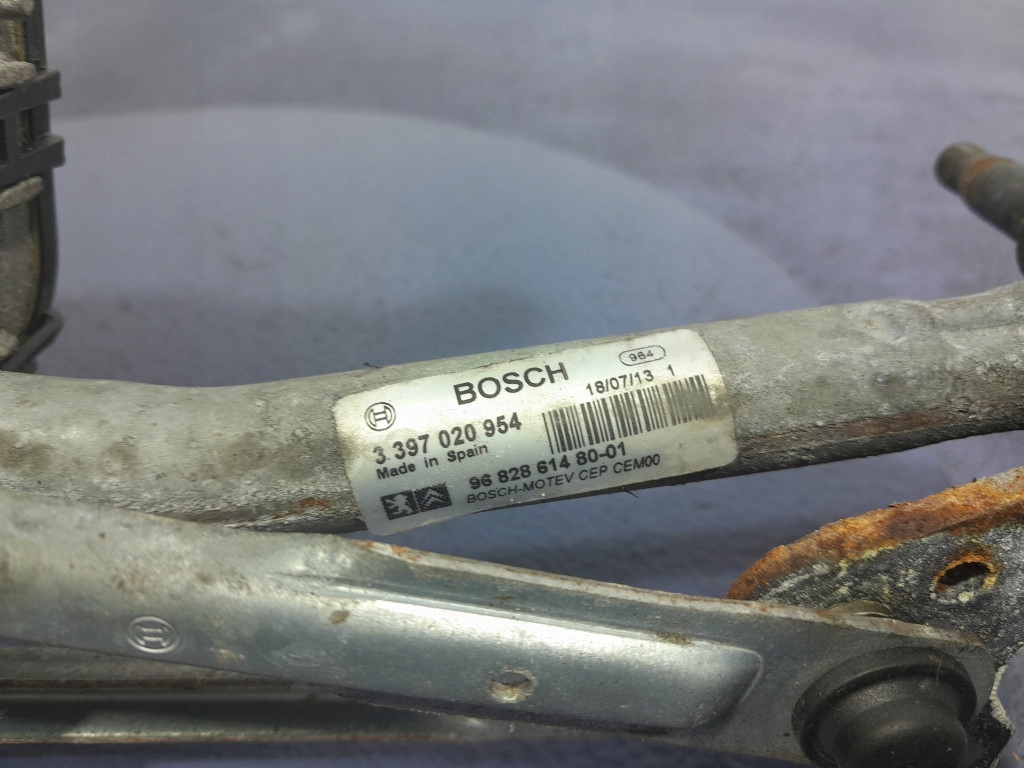 964
BOSCH
18/07/13 1
3 397 020 954
Made in Spain
96 828 614 80-01
BOSCH-MOTEV CEP CEM00